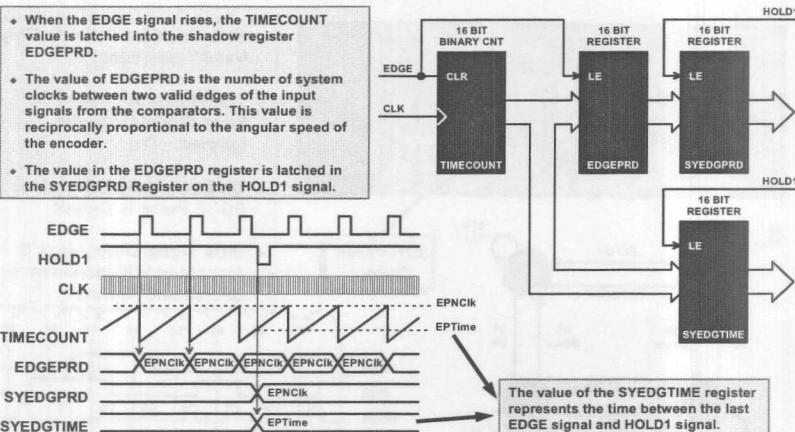 ◆ When the EDGE signal rises, the TIMECOUNT
value is latched into the shadow register
EDGEPRD.
◆ The value of EDGEPRD is the number of system
clocks between two valid edges of the input
signals from the comparators. This value is
reciprocally proportional to the angular speed of
the encoder.
◆ The value in the EDGEPRD register is latched in
the SYEDGPRD Register on the HOLD1 signal.
HOLD1
16 BIT
BINARY CNT
16 BIT
REGISTER
16 BIT
REGISTER
EDGE
CLR
LE
LE
CLK
TIMECOUNT
EDGEPRD
SYEDGPRD
HOLD1
16 BIT
REGISTER
LE
SYEDGTIME
EDGE
HOLD1
CLK
EPNClk
EPTime
TIMECOUNT
EDGEPRD
EPNClk EPNClk EPNClk EPNClk EPNClk
SYEDGPRD
EPNClk
SYEDGTIME
EPTime
The value of the SYEDGTIME register
represents the time between the last
EDGE signal and HOLD1 signal.